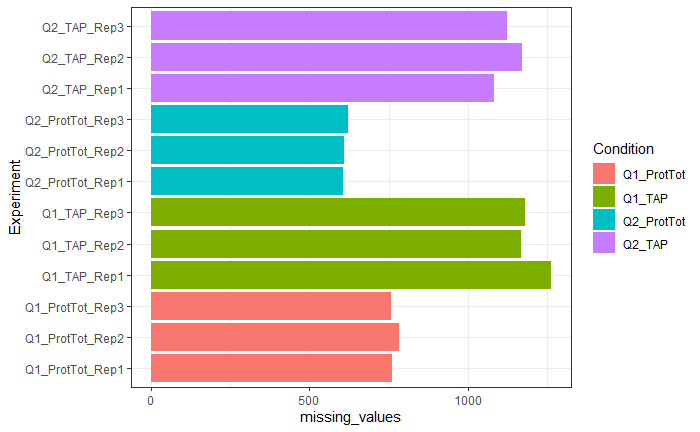 Q2_TAP_Rep3
Q2_TAP_Rep2
Q2_TAP_Rep1
Q2_ProtTot_Rep3
Q2_ProtTot_Rep2
Q2_ProtTot_Rep1
Q1_TAP_Rep3
Q1_TAP_Rep2
Q1_TAP_Rep1
Q1_ProtTot_Rep3
Q1_ProtTot_Rep2
Q1_ProtTot_Rep1
Experiment
0 500 1000
missing_values
Condition
Q1_ProtTot
Q1_TAP
Q2_ProtTot
Q2_TAP